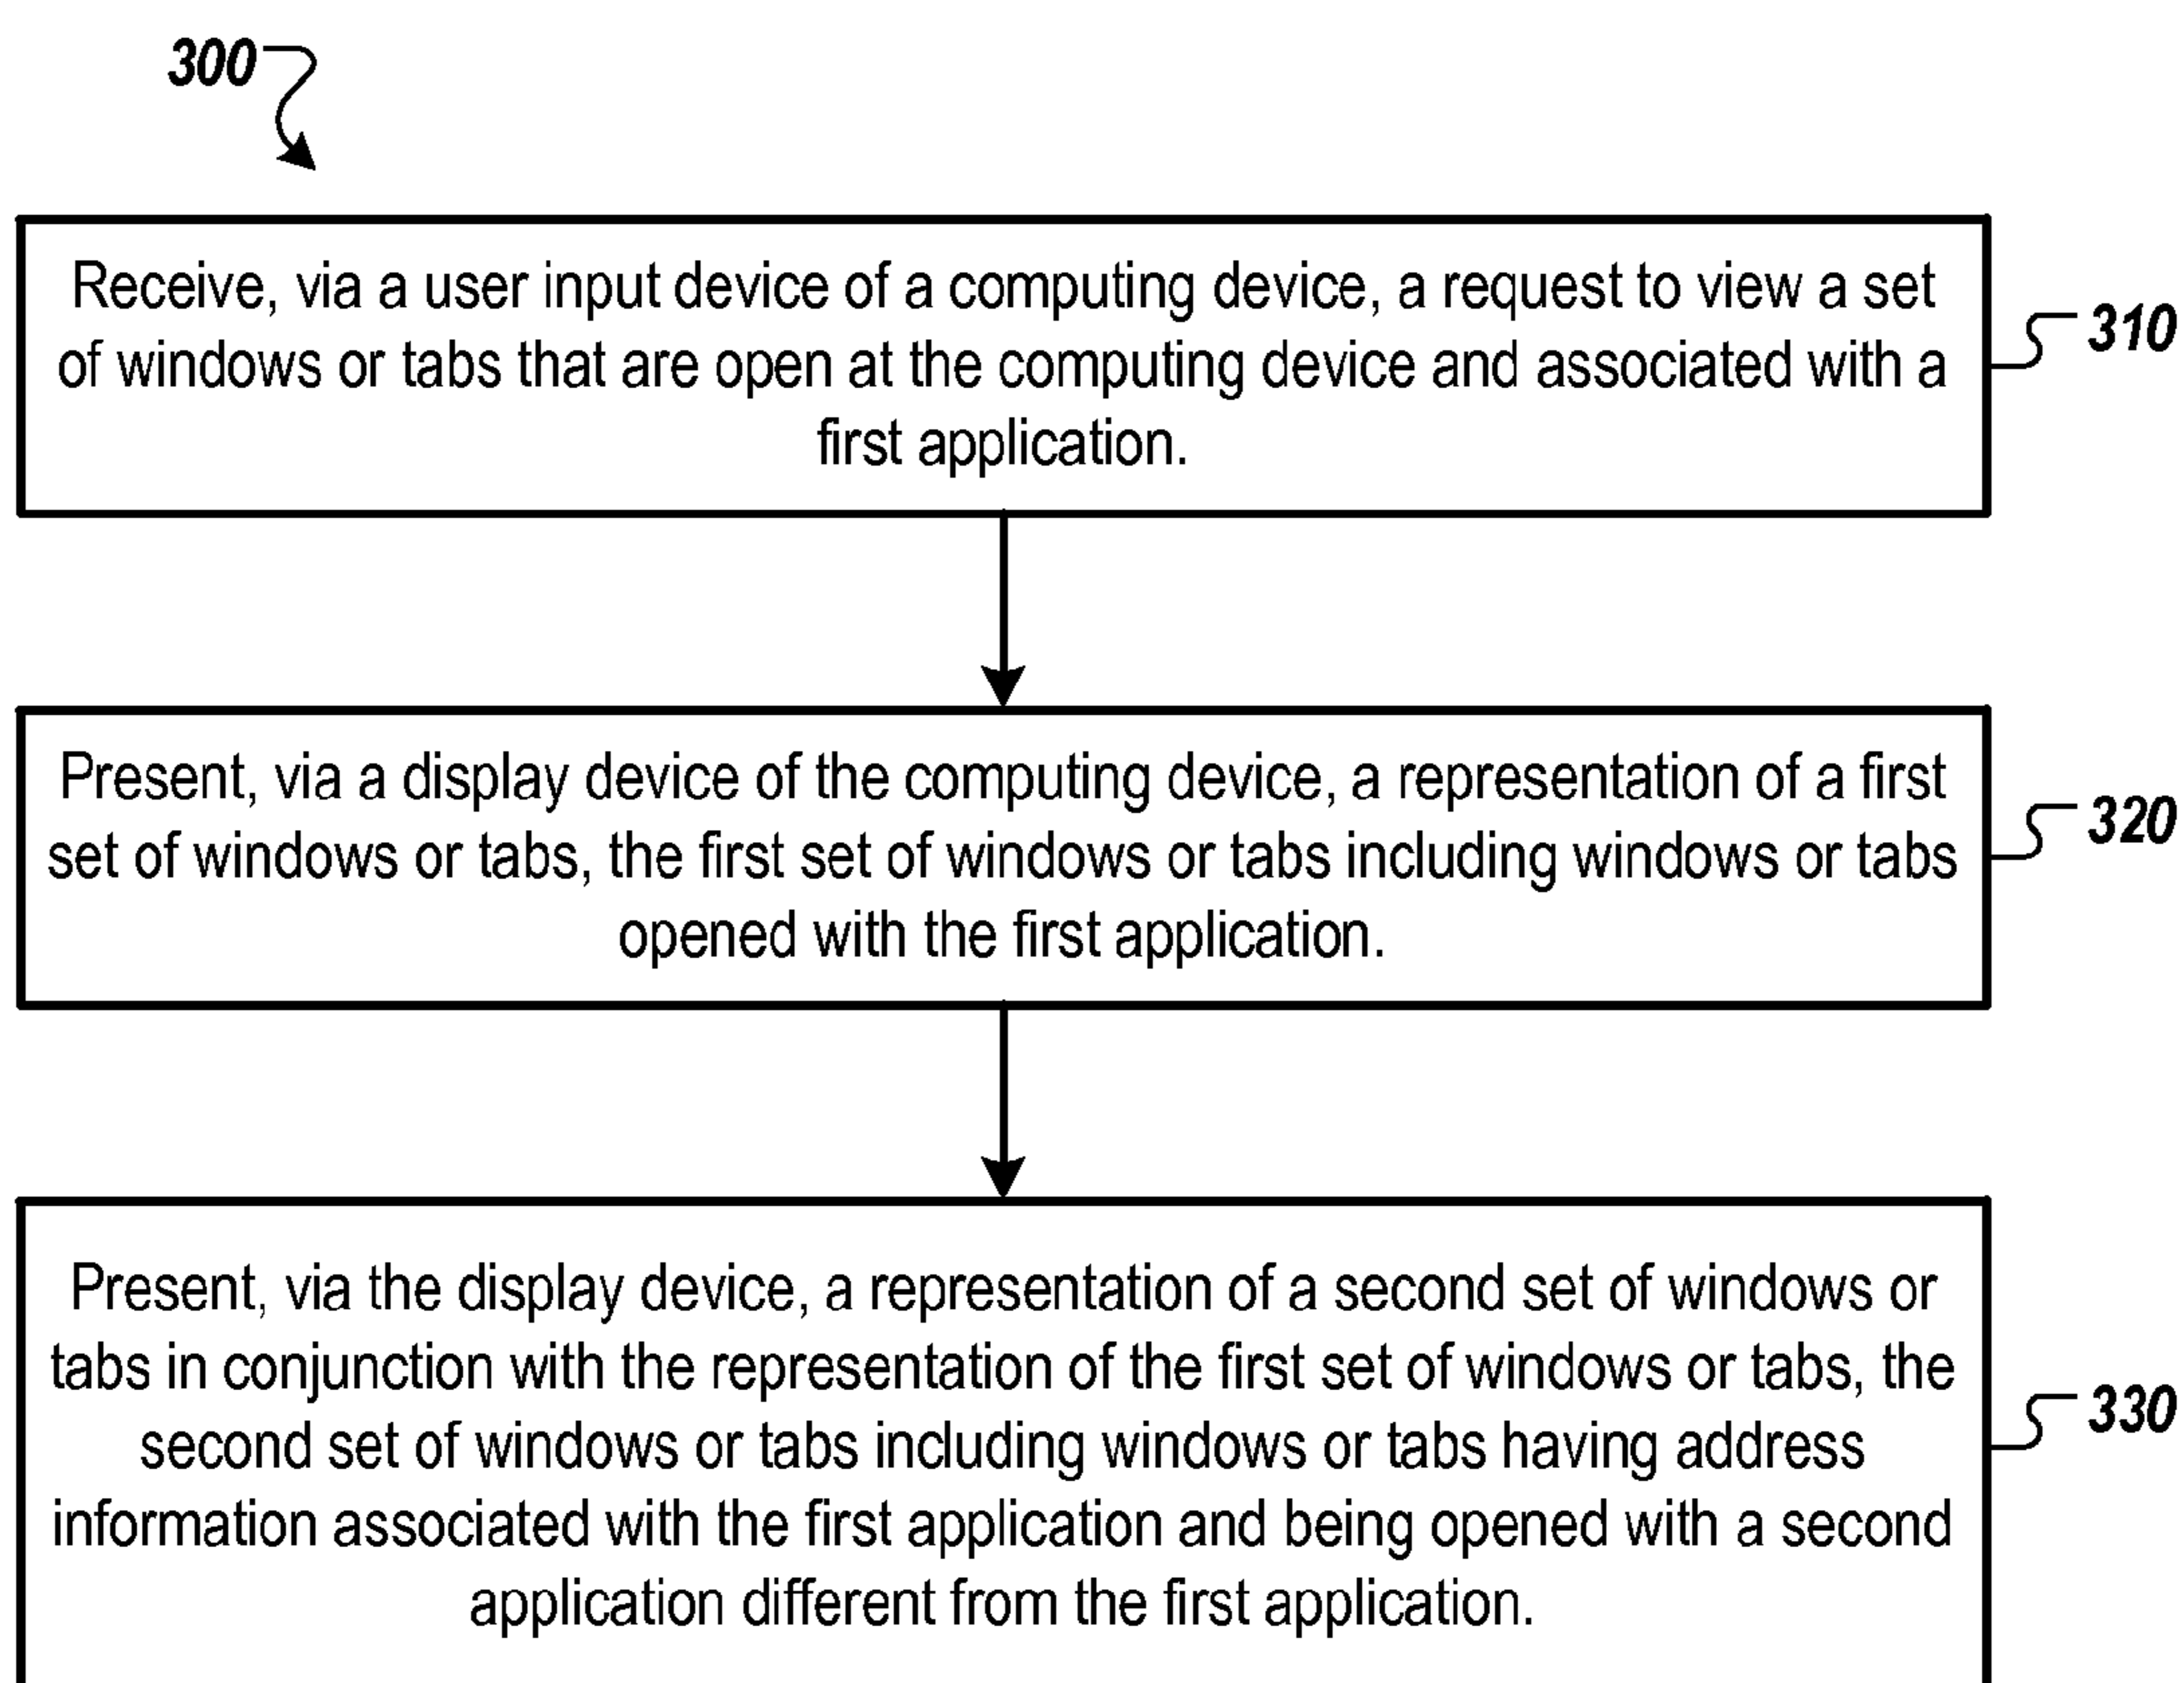 300
Receive, via a user input device of a computing device, a request to view a set
of windows or tabs that are open at the computing device and associated with a
first application.
310
Present, via a display device of the computing device, a representation of a first
set of windows or tabs, the first set of windows or tabs including windows or tabs
opened with the first application.
320
Present, via the display device, a representation of a second set of windows or
tabs in conjunction with the representation of the first set of windows or tabs, the
second set of windows or tabs including windows or tabs having address
information associated with the first application and being opened with a second
application different from the first application.
330